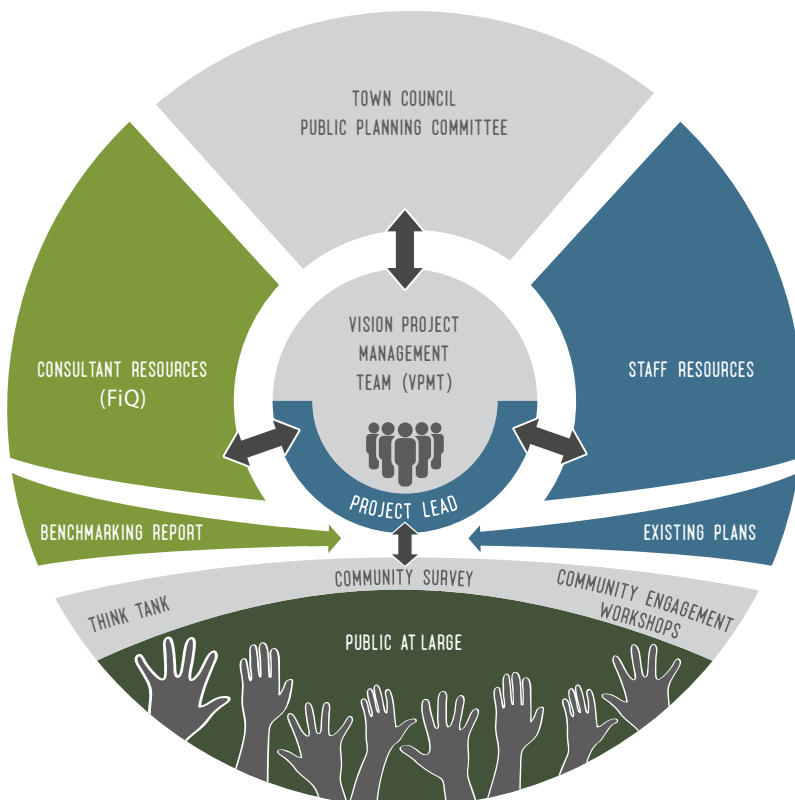 TOWN COUNCIL
PUBLIC PLANNING COMMITTEE
VISION PROJECT
MANAGEMENT
TEAM (VPMT)
CONSULTANT RESOURCES
(FiQ)
STAFF RESOURCES
PROJECT LEAD
BENCHMARKING REPORT
EXISTING PLANS
THINK TANK
COMMUNITY SURVEY
COMMUNITY ENGAGEMENT
WORKSHOPS
PUBLIC AT LARGE